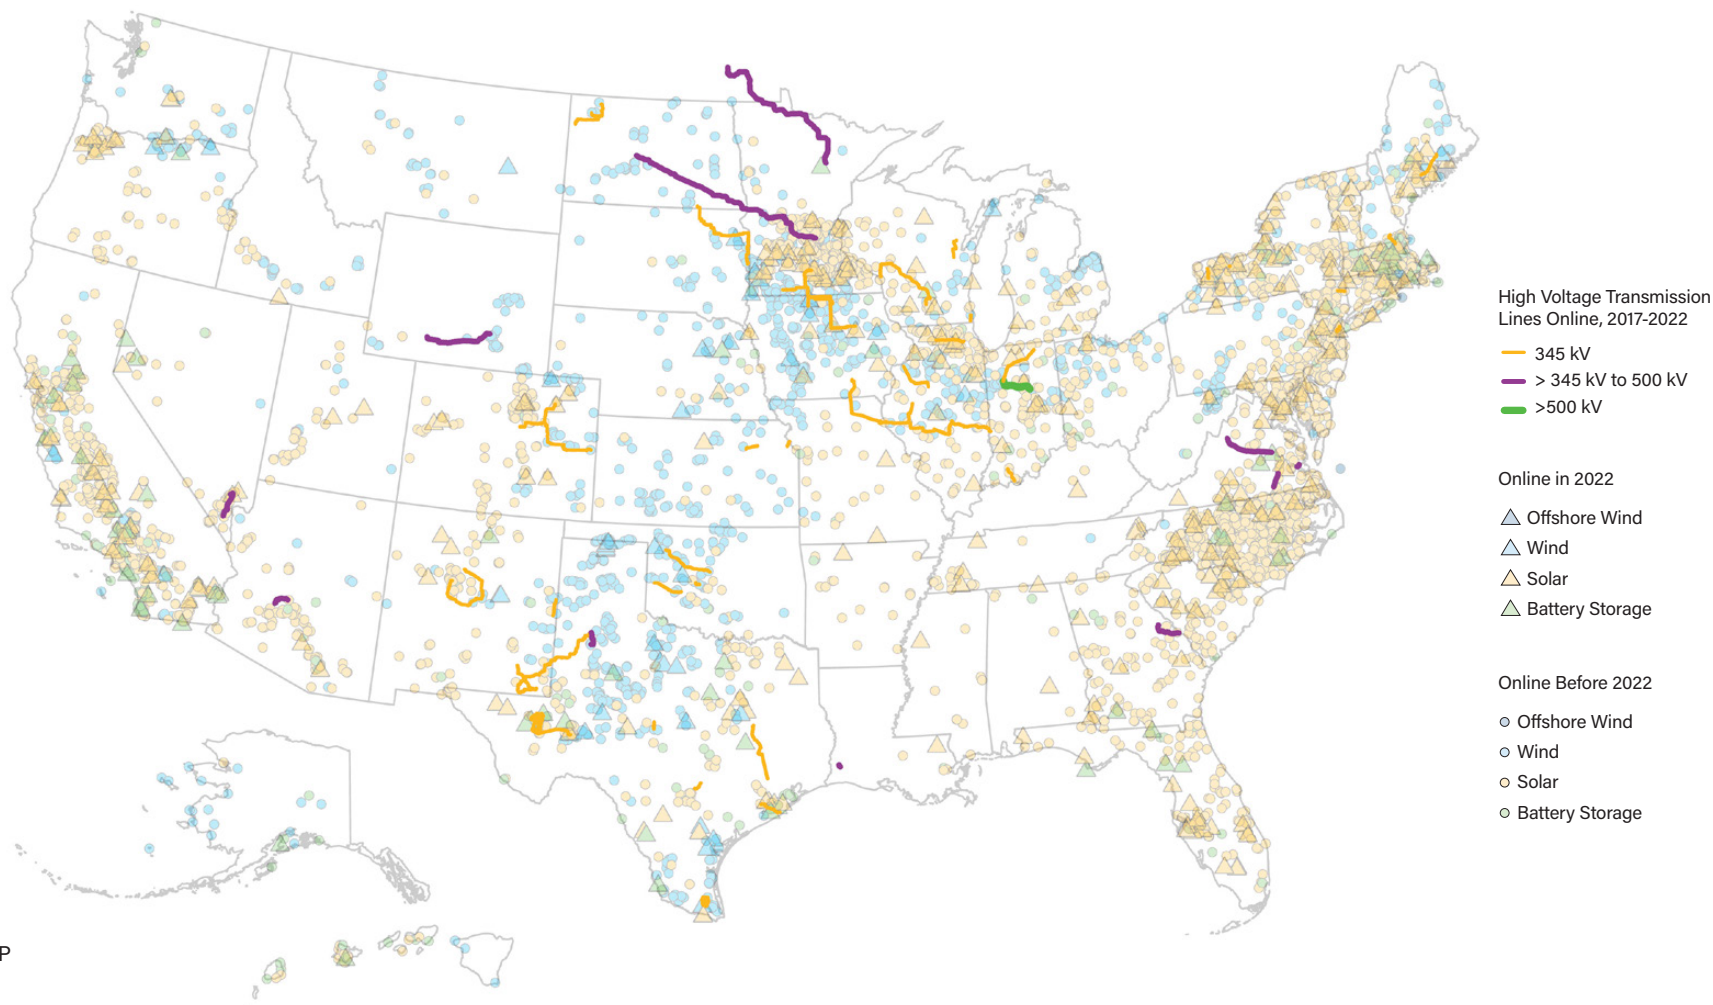 High Voltage Transmission
Lines Online, 2017-2022
345 kV
> 345 kV to 500 kV
>500 kV
Online in 2022
Offshore Wind
Wind
Solar
Battery Storage
Online Before 2022
Offshore Wind
Wind
Solar
Battery Storage
P